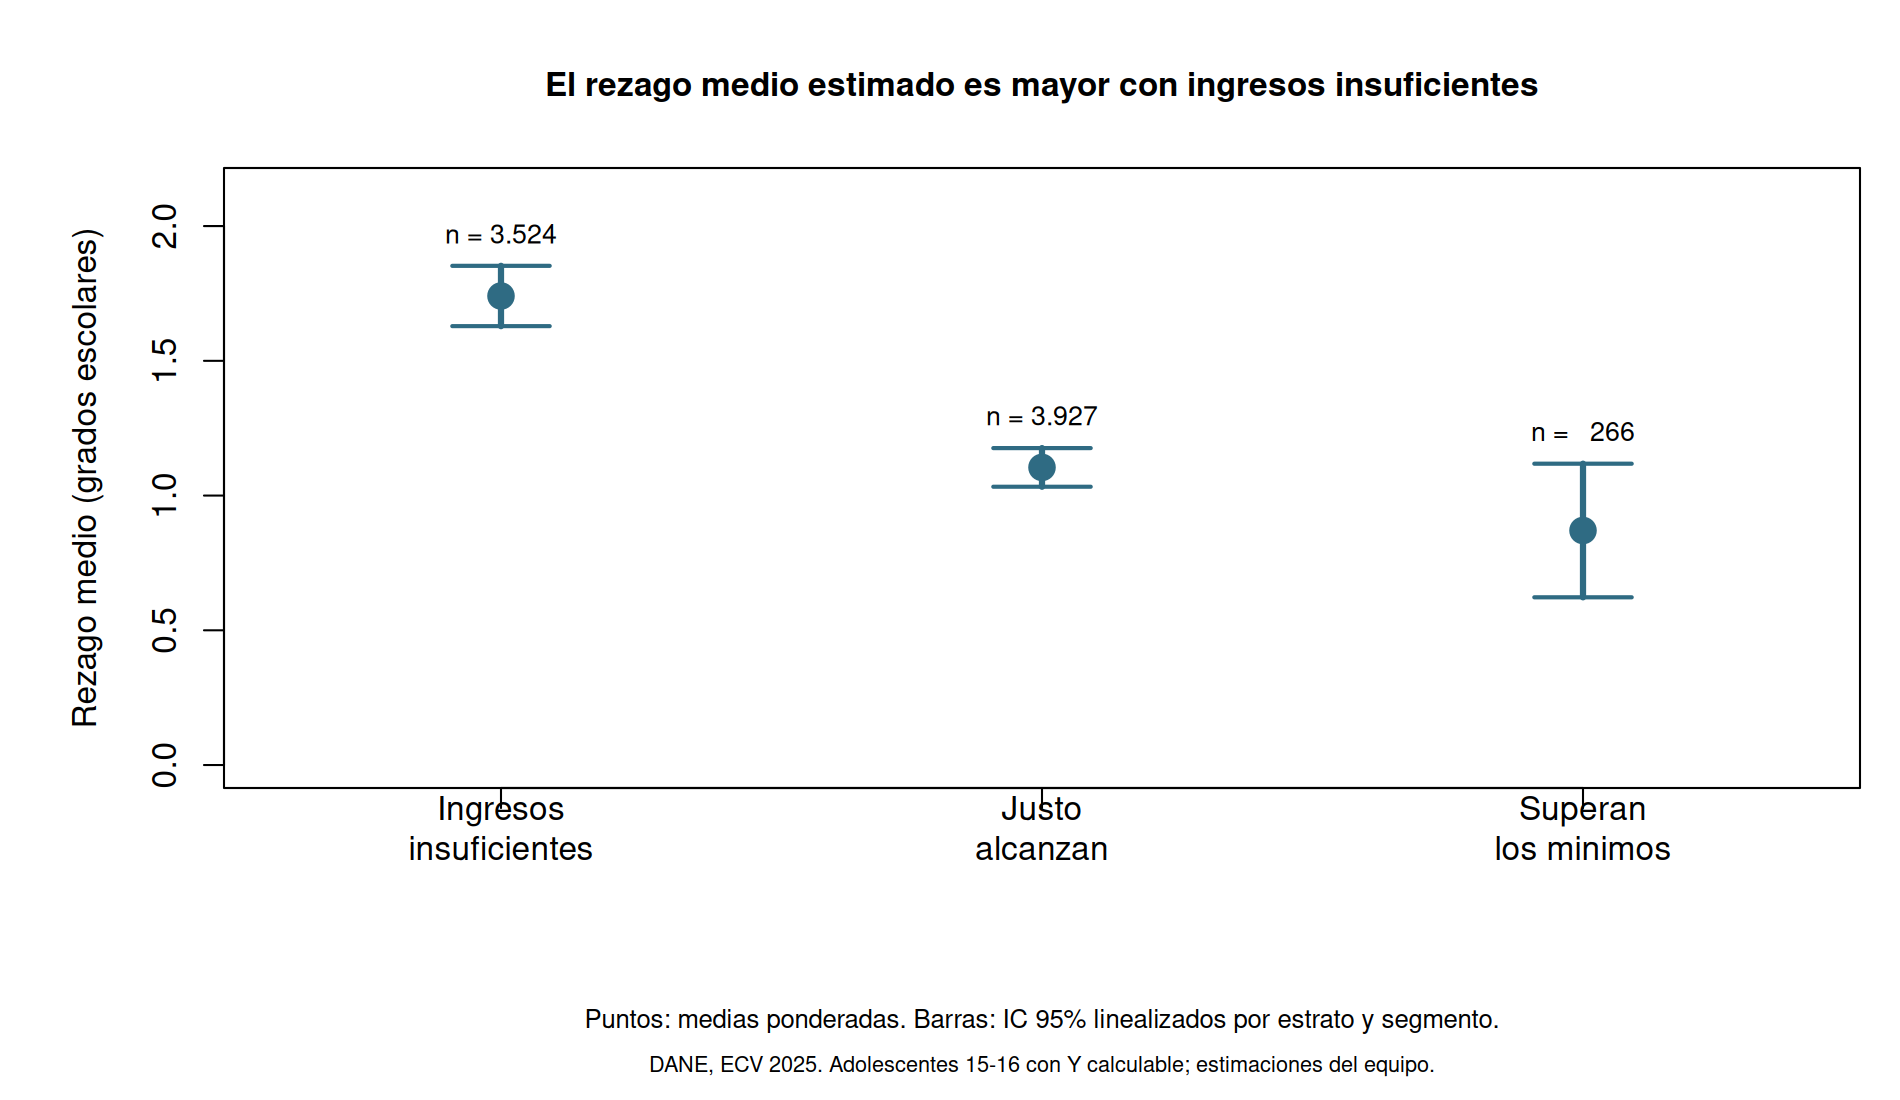 El rezago medio estimado es mayor con ingresos insuficientes
Rezago medio (grados escolares)
2.0
1.5
1.0
0.5
0.0
n = 3.524
n = 3.927
n = 266
Ingresos
insuficientes
Justo
alcanzan
Superan
los minimos
Puntos: medias ponderadas. Barras: IC 95% linealizados por estrato y segmento.
DANE, ECV 2025. Adolescentes 15-16 con Y calculable; estimaciones del equipo.